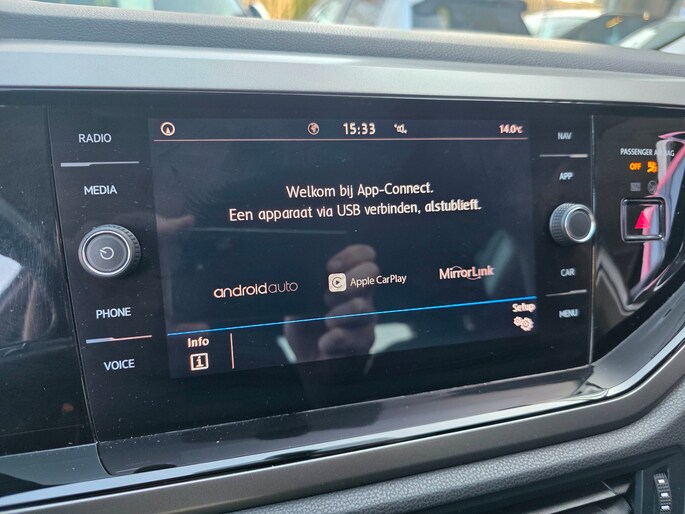 RADIO
MEDIA
PHONE
VOICE
15:33
14.0°C
Welkom bij App-Connect.
Een apparaat via USB verbinden, alstublieft.
androidauto
Apple CarPlay
MirrorLink
Info
i
Setup
NAV
APP
CAR
MENU
PASSENGER AIRBAG
OFF